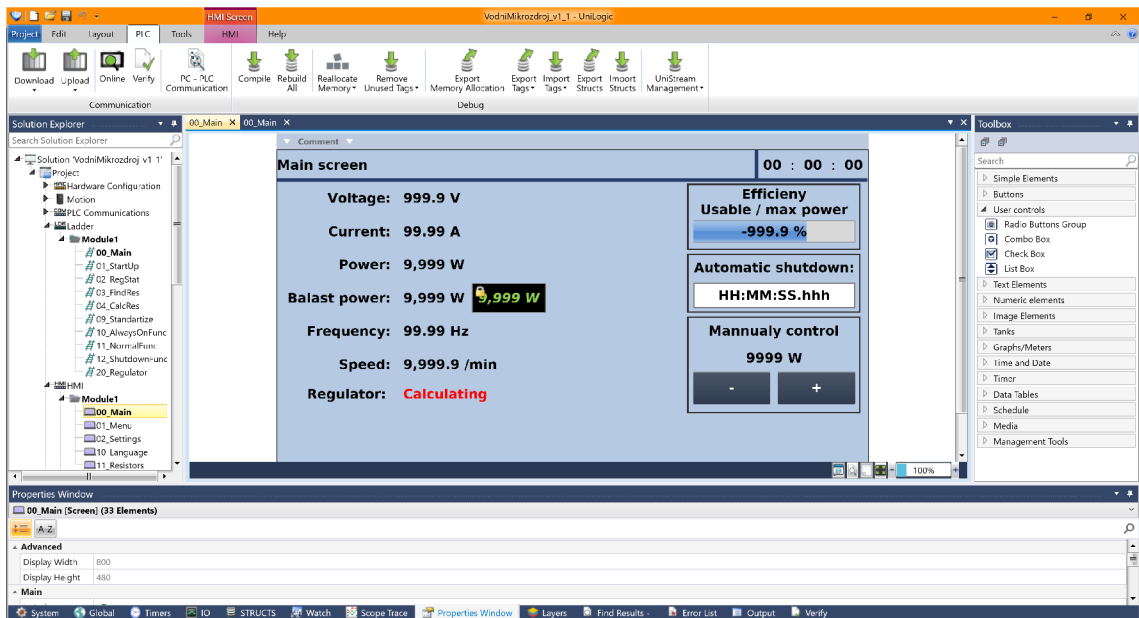 VodniMikrozdroj_v1_1 - UniLogic
HMI Screen
Project Edit Layout PLC Tools HMI Help
Download Upload Online Verify PC - PLC Communication Compile Rebuild All Reallocate Memory Remove Unused Tags Export Memory Allocation Export Tags Import Tags Export Structs Import Structs UniStream Management
Communication Debug
Solution Explorer
00_Main 00_Main
Toolbox
Search Solution Explorer
Solution 'VodniMikrozdroj v1 1'
Project
Hardware Configuration
Motion
PLC Communications
Ladder
Module1
00_Main
01_StartUp
02_RegStat
03_FindRes
04_CalcRes
09_Standartize
10_AlwaysOnFunc
11_NormalFunc
12_ShutdownFunc
20_Regulator
HMI
Module1
00_Main
01_Menu
02_Settings
10_Language
11_Resistors
Comment
Main screen 00 : 00 : 00
Voltage: 999.9 V
Current: 99.99 A
Power: 9,999 W
Balast power: 9,999 W 9,999 W
Frequency: 99.99 Hz
Speed: 9,999.9 /min
Regulator: Calculating
Efficieny
Usable / max power
-999.9 %
Automatic shutdown:
HH:MM:SS.hhh
Mannualy control
9999 W
- +
100%
Search
Simple Elements
Buttons
User controls
Radio Buttons Group
Combo Box
Check Box
List Box
Text Elements
Numeric elements
Image Elements
Tanks
Graphs/Meters
Time and Date
Timer
Data Tables
Schedule
Media
Management Tools
Properties Window
00_Main [Screen] (33 Elements)
A-Z
Advanced
Display Width 800
Display Height 480
Main
System Global Timers IO STRUCTS Watch Scope Trace Properties Window Layers Find Results - Error List Output Verify